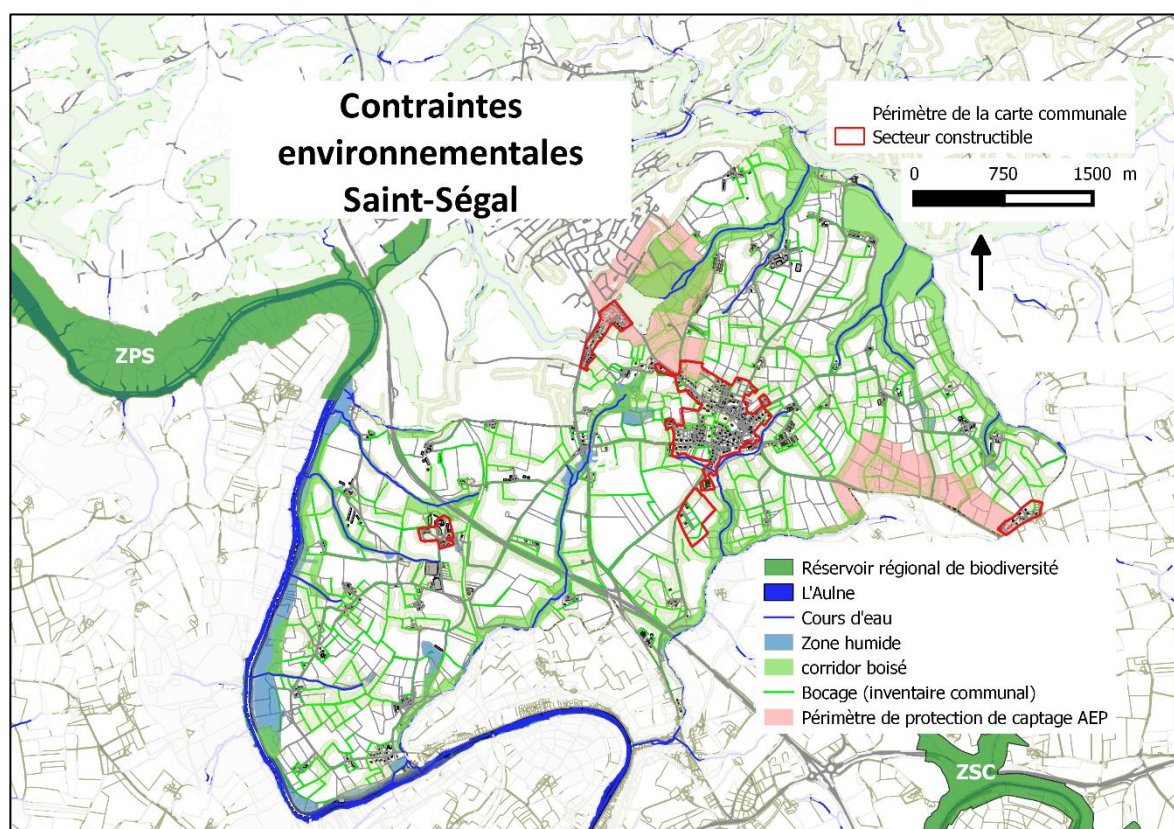 Contraintes
environnementales
Saint-Ségal
Périmètre de la carte communale
Secteur constructible
0 750 1500 m
ZPS
Réservoir régional de biodiversité
L'Aulne
Cours d'eau
Zone humide
corridor boisé
Bocage (inventaire communal)
Périmètre de protection de captage AEP
ZSC